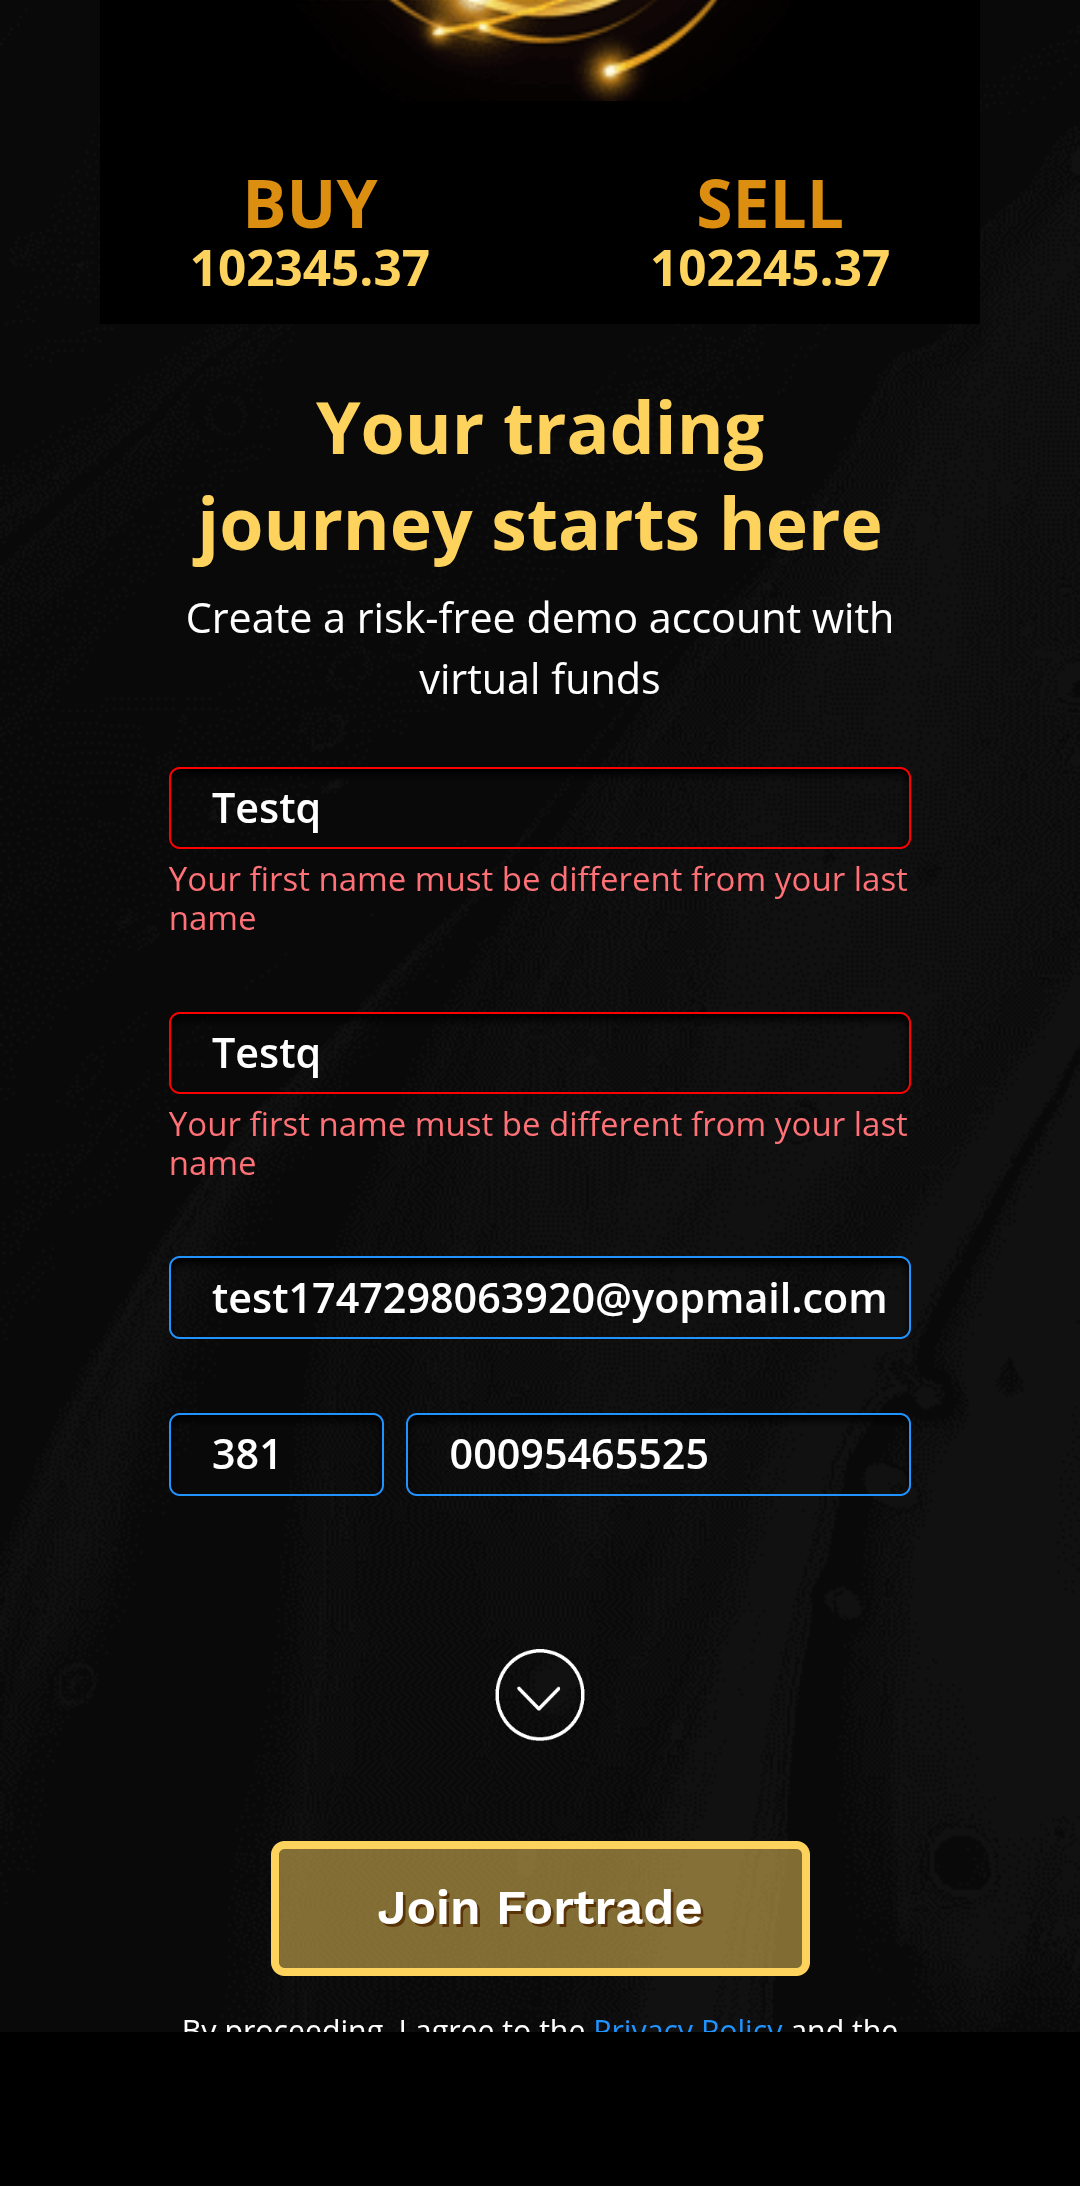 BUY
SELL
102345.37
102245.37
Your trading
journey starts here
Create a risk-free demo account with
virtual funds
Testq
Your first name must be different from your last
name
Testq
Your first name must be different from your last
name
test1747298063920@yopmail.com
381
00095465525
Join Fortrade
By proceeding, I agree to the Privacy Policy and the